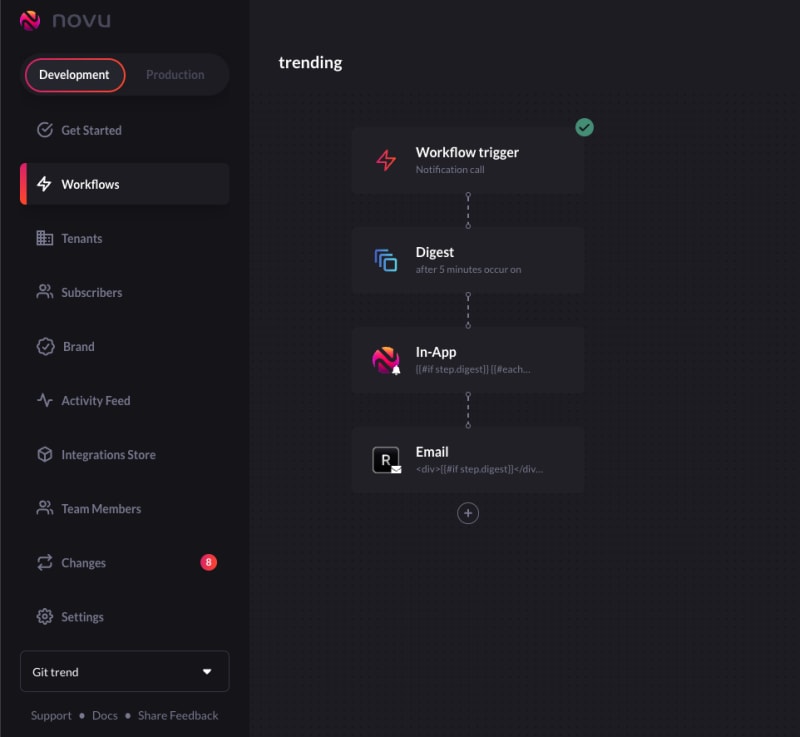 novu
Development
Production
Get Started
Workflows
Tenants
Subscribers
Brand
Activity Feed
Integrations Store
Team Members
Changes
8
Settings
Git trend
Support • Docs • Share Feedback
trending
Workflow trigger
Notification call
Digest
after 5 minutes occur on
In-App
{{#if step.digest}} {{#each...
R
Email
<div>{{#if step.digest}}</div...